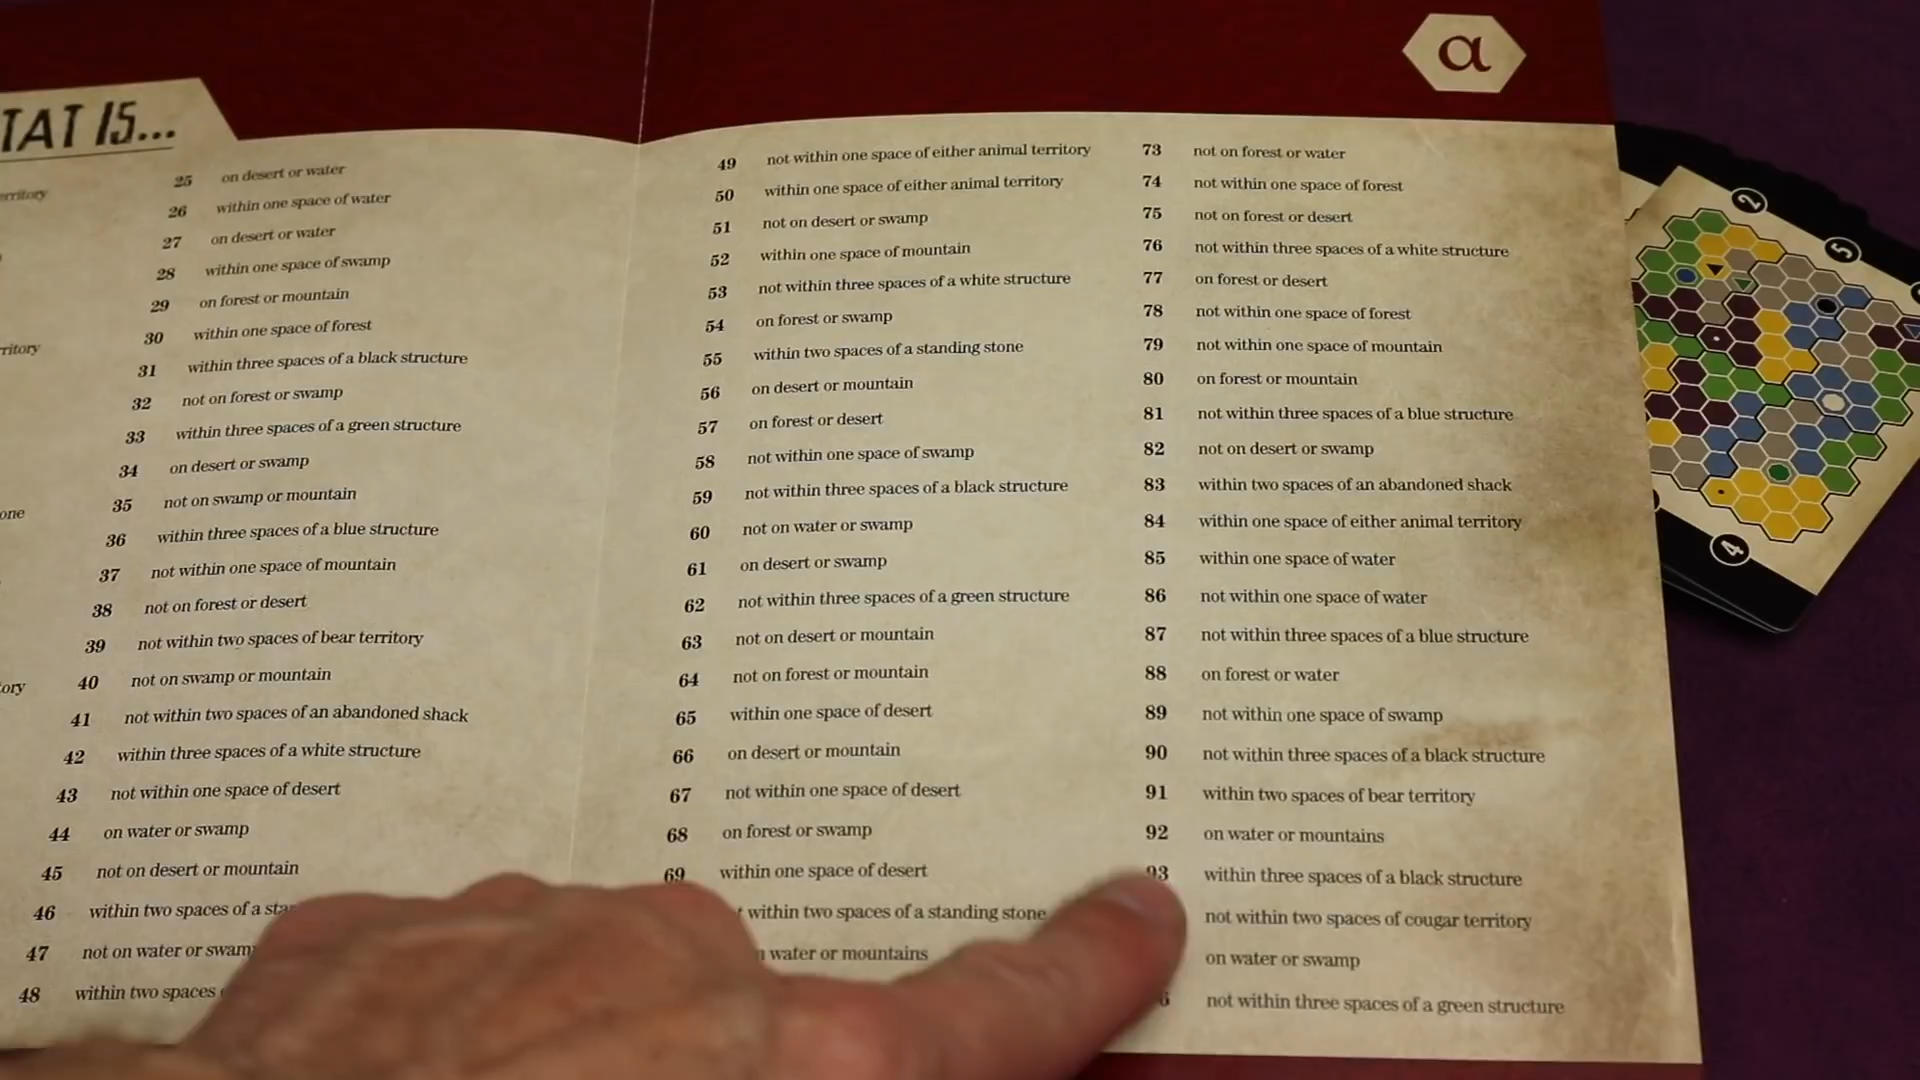 α
TAT IS...
erritory
rritory
one
ory
25 on desert or water
26 within one space of water
27 on desert or water
28 within one space of swamp
29 on forest or mountain
30 within one space of forest
31 within three spaces of a black structure
32 not on forest or swamp
33 within three spaces of a green structure
34 on desert or swamp
35 not on swamp or mountain
36 within three spaces of a blue structure
37 not within one space of mountain
38 not on forest or desert
39 not within two spaces of bear territory
40 not on swamp or mountain
41 not within two spaces of an abandoned shack
42 within three spaces of a white structure
43 not within one space of desert
44 on water or swamp
45 not on desert or mountain
46 within two spaces of a sta
47 not on water or swam
48 within two spaces
49 not within one space of either animal territory
50 within one space of either animal territory
51 not on desert or swamp
52 within one space of mountain
53 not within three spaces of a white structure
54 on forest or swamp
55 within two spaces of a standing stone
56 on desert or mountain
57 on forest or desert
58 not within one space of swamp
59 not within three spaces of a black structure
60 not on water or swamp
61 on desert or swamp
62 not within three spaces of a green structure
63 not on desert or mountain
64 not on forest or mountain
65 within one space of desert
66 on desert or mountain
67 not within one space of desert
68 on forest or swamp
69 within one space of desert
t within two spaces of a standing stone
n water or mountains
73 not on forest or water
74 not within one space of forest
75 not on forest or desert
76 not within three spaces of a white structure
77 on forest or desert
78 not within one space of forest
79 not within one space of mountain
80 on forest or mountain
81 not within three spaces of a blue structure
82 not on desert or swamp
83 within two spaces of an abandoned shack
84 within one space of either animal territory
85 within one space of water
86 not within one space of water
87 not within three spaces of a blue structure
88 on forest or water
89 not within one space of swamp
90 not within three spaces of a black structure
91 within two spaces of bear territory
92 on water or mountains
93 within three spaces of a black structure
not within two spaces of cougar territory
on water or swamp
6 not within three spaces of a green structure
2
5
4